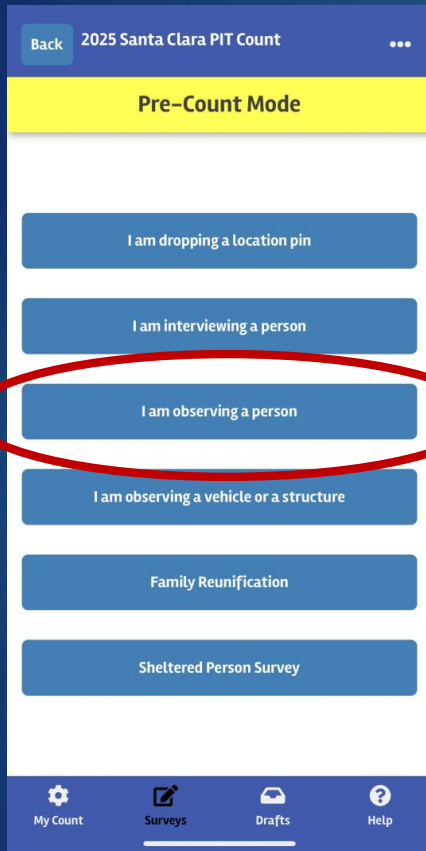 Back 2025 Santa Clara PIT Count
Pre-Count Mode
I am dropping a location pin
I am interviewing a person
I am observing a person
I am observing a vehicle or a structure
Family Reunification
Sheltered Person Survey
My Count Surveys Drafts Help